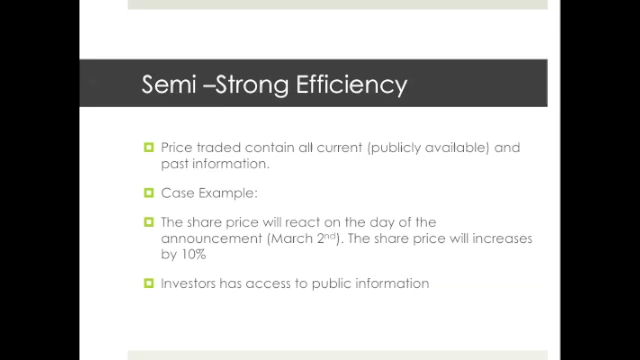 Semi –Strong Efficiency
Price traded contain all current (publicly available) and
past information.
Case Example:
The share price will react on the day of the
announcement (March 2nd). The share price will increases
by 10%
Investors has access to public information